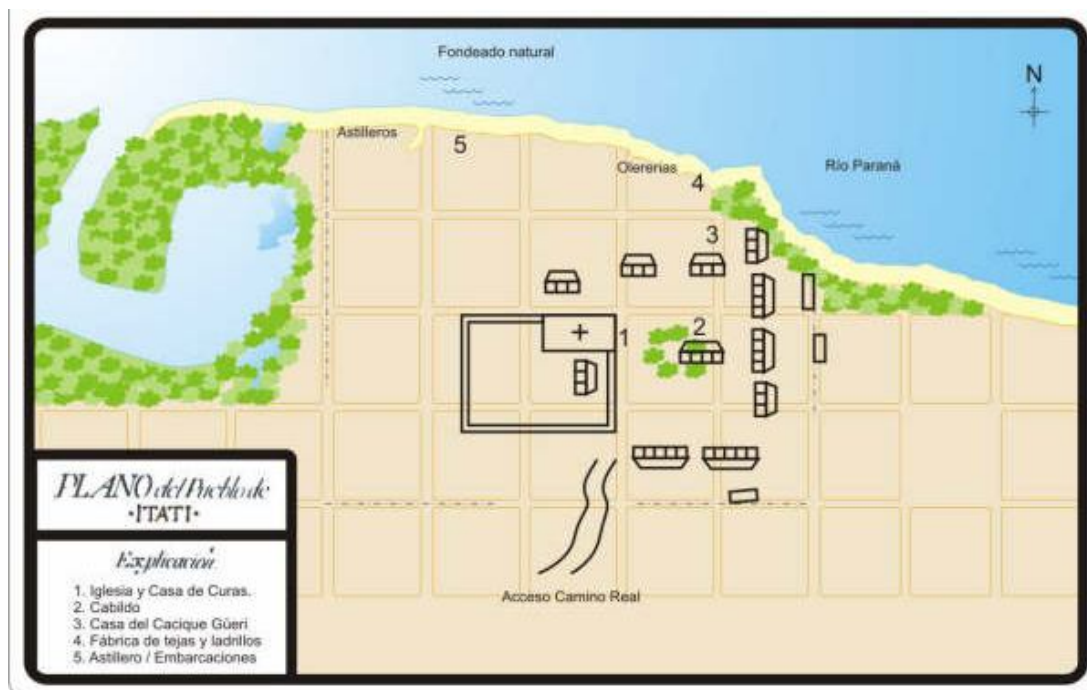 Fondeado natural
N
Astilleros
5
Olererias
4
Río Paraná
3
1
2
PLANO del Pueblo de
·ITATI·
Explicación
1. Iglesia y Casa de Curas.
2. Cabildo
3. Casa del Cacique Güeri
4. Fábrica de tejas y ladrillos
5. Astillero / Embarcaciones
Acceso Camino Real